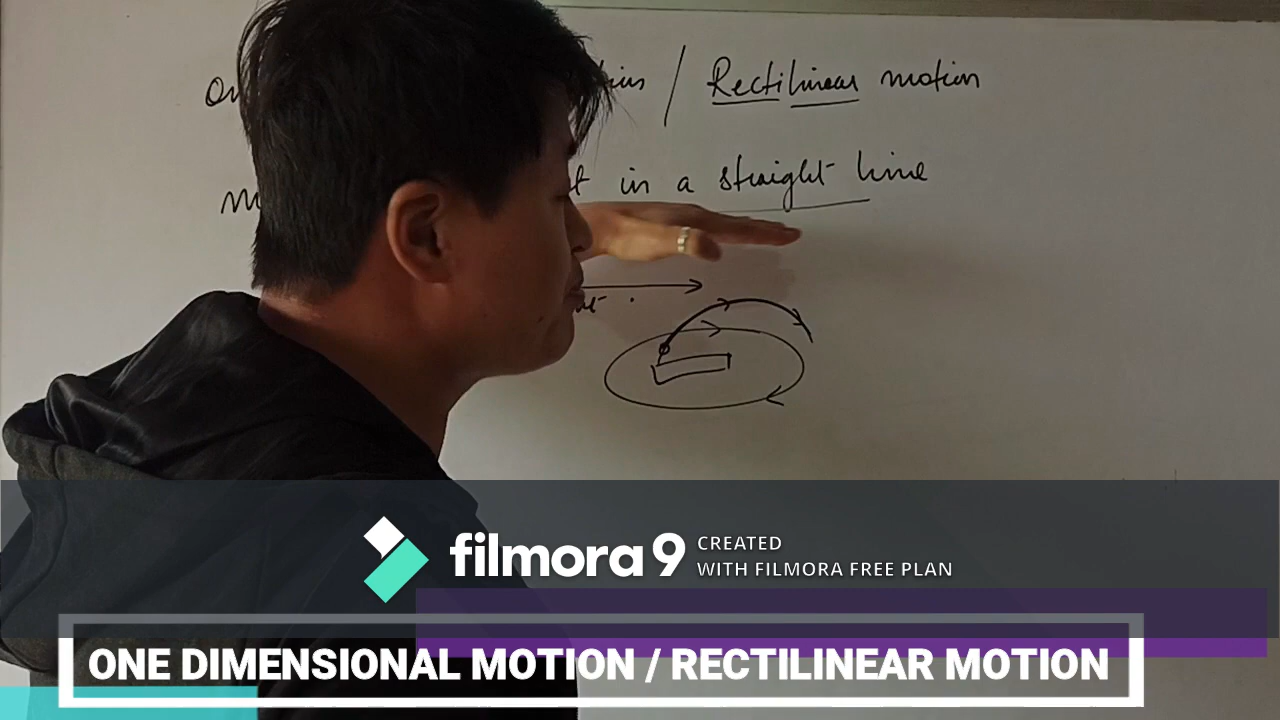 / Rectilinear motion
in a straight line
filmora 9 CREATED
WITH FILMORA FREE PLAN
ONE DIMENSIONAL MOTION / RECTILINEAR MOTION